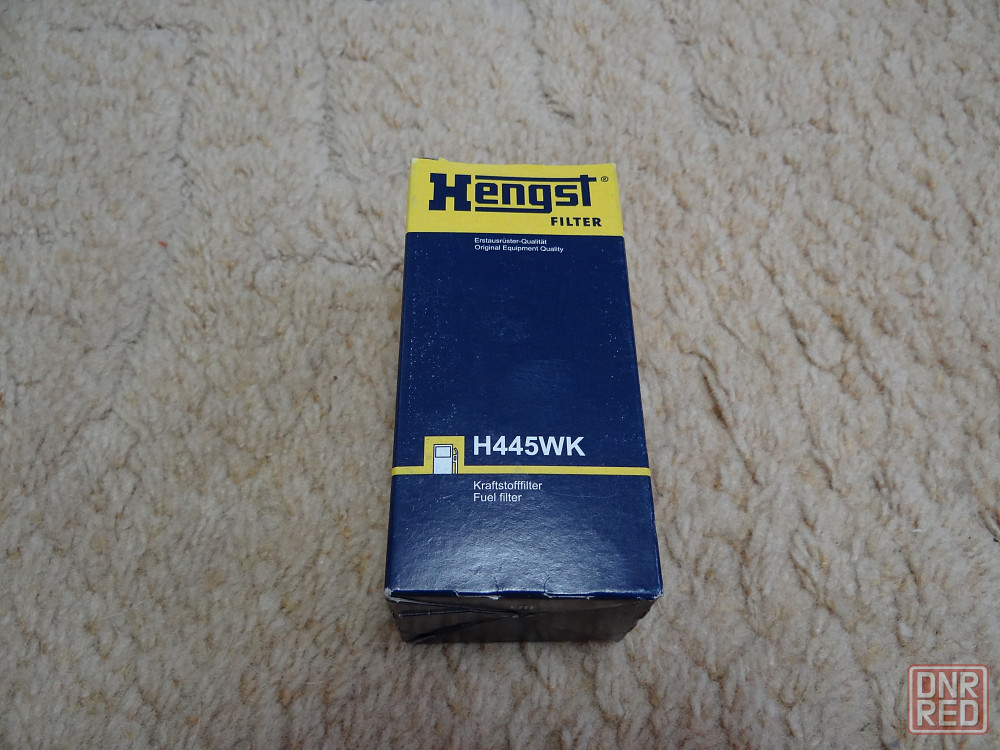 Hengst®
FILTER
Erstausrüster-Qualität
Original Equipment Quality
H445WK
Kraftstofffilter
Fuel filter
DNR
RED